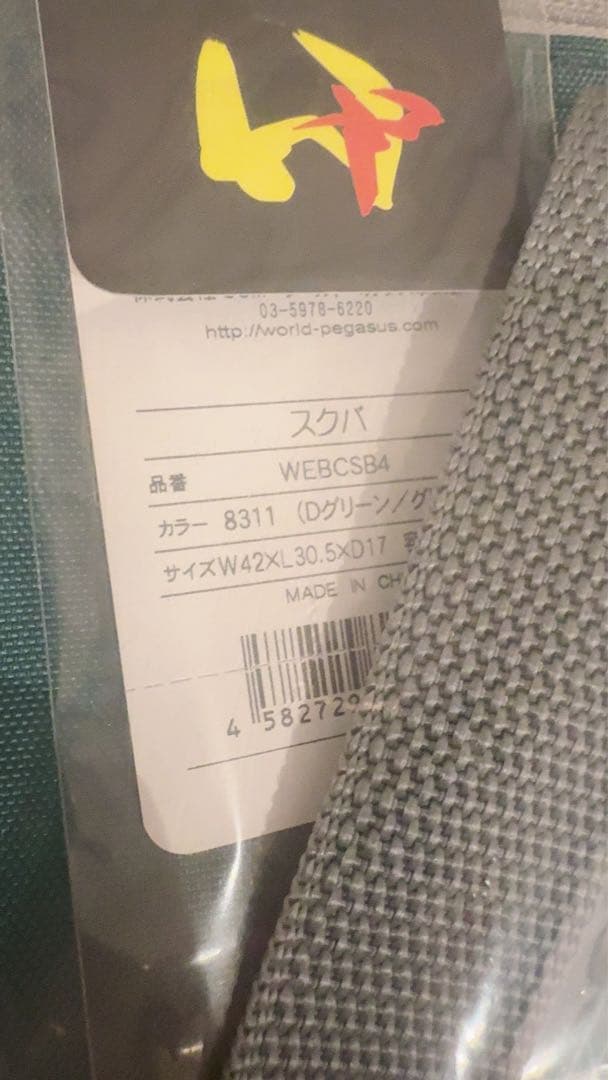 03-5978-6220
http://world-pegasus.com
スクバ
品番 WEBCSB4
カラー 8311 (Dグリーン/グ
サイズW42×L30.5×D17
MADE IN CH
4 582729